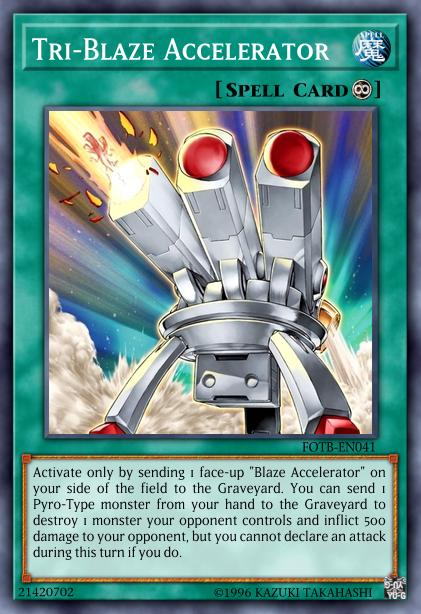 Tri-Blaze Accelerator
SPELL
魔
[Spell Card]
FOTB-EN041
Activate only by sending 1 face-up "Blaze Accelerator" on
your side of the field to the Graveyard. You can send 1
Pyro-Type monster from your hand to the Graveyard to
destroy 1 monster your opponent controls and inflict 500
damage to your opponent, but you cannot declare an attack
during this turn if you do.
21420702
©1996 KAZUKI TAKAHASHI